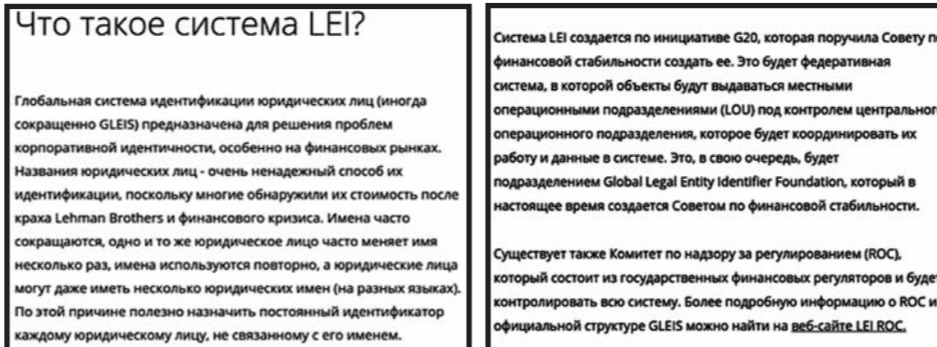 Что такое система LEI?
Глобальная система идентификации юридических лиц (иногда
сокращенно GLEIS) предназначена для решения проблем
корпоративной идентичности, особенно на финансовых рынках.
Названия юридических лиц - очень ненадежный способ их
идентификации, поскольку многие обнаружили их стоимость после
краха Lehman Brothers и финансового кризиса. Имена часто
сокращаются, одно и то же юридическое лицо часто меняет имя
несколько раз, имена используются повторно, а юридические лица
могут даже иметь несколько юридических имен (на разных языках).
По этой причине полезно назначить постоянный идентификатор
каждому юридическому лицу, не связанному с его именем.
Система LEI создается по инициативе G20, которая поручила Совету по
финансовой стабильности создать ее. Это будет федеративная
система, в которой объекты будут выдаваться местными
операционными подразделениями (LOU) под контролем центрального
операционного подразделения, которое будет координировать их
работу и данные в системе. Это, в свою очередь, будет
подразделением Global Legal Entity Identifier Foundation, который в
настоящее время создается Советом по финансовой стабильности.
Существует также Комитет по надзору за регулированием (ROC),
который состоит из государственных финансовых регуляторов и будет
контролировать всю систему. Более подробную информацию о ROC и
официальной структуре GLEIS можно найти на веб-сайте LEI ROC.